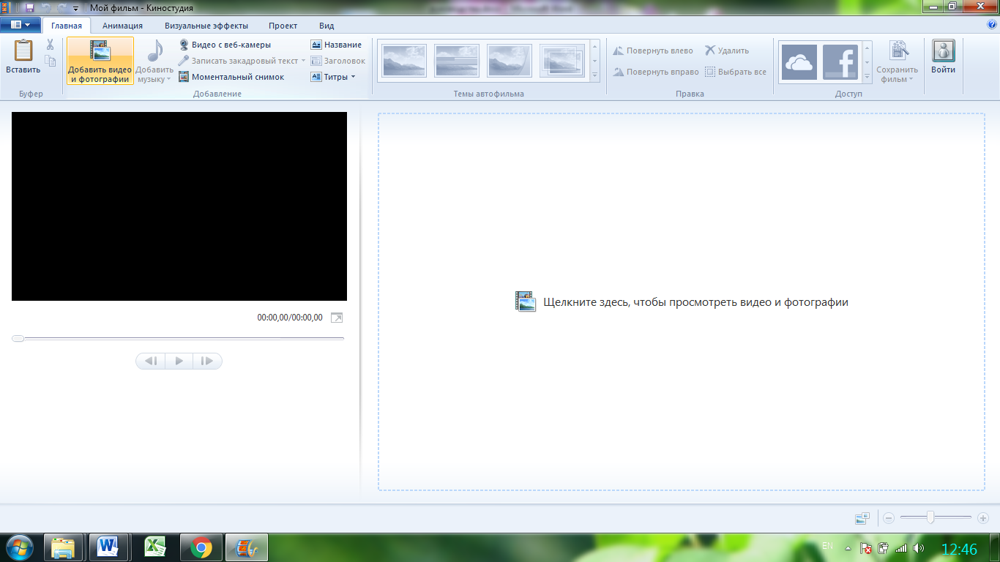 Мой фильм - Киностудия
Главная
Анимация
Визуальные эффекты
Проект
Вид
Вставить
Буфер
Добавить видео
и фотографии
Добавить
музыку
Видео с веб-камеры
Записать закадровый текст
Моментальный снимок
Название
Заголовок
Титры
Добавление
Темы автофильма
Повернуть влево
Повернуть вправо
Удалить
Выбрать все
Правка
Доступ
Сохранить
фильм
Войти
00:00,00/00:00,00
Щелкните здесь, чтобы просмотреть видео и фотографии
EN
12:46